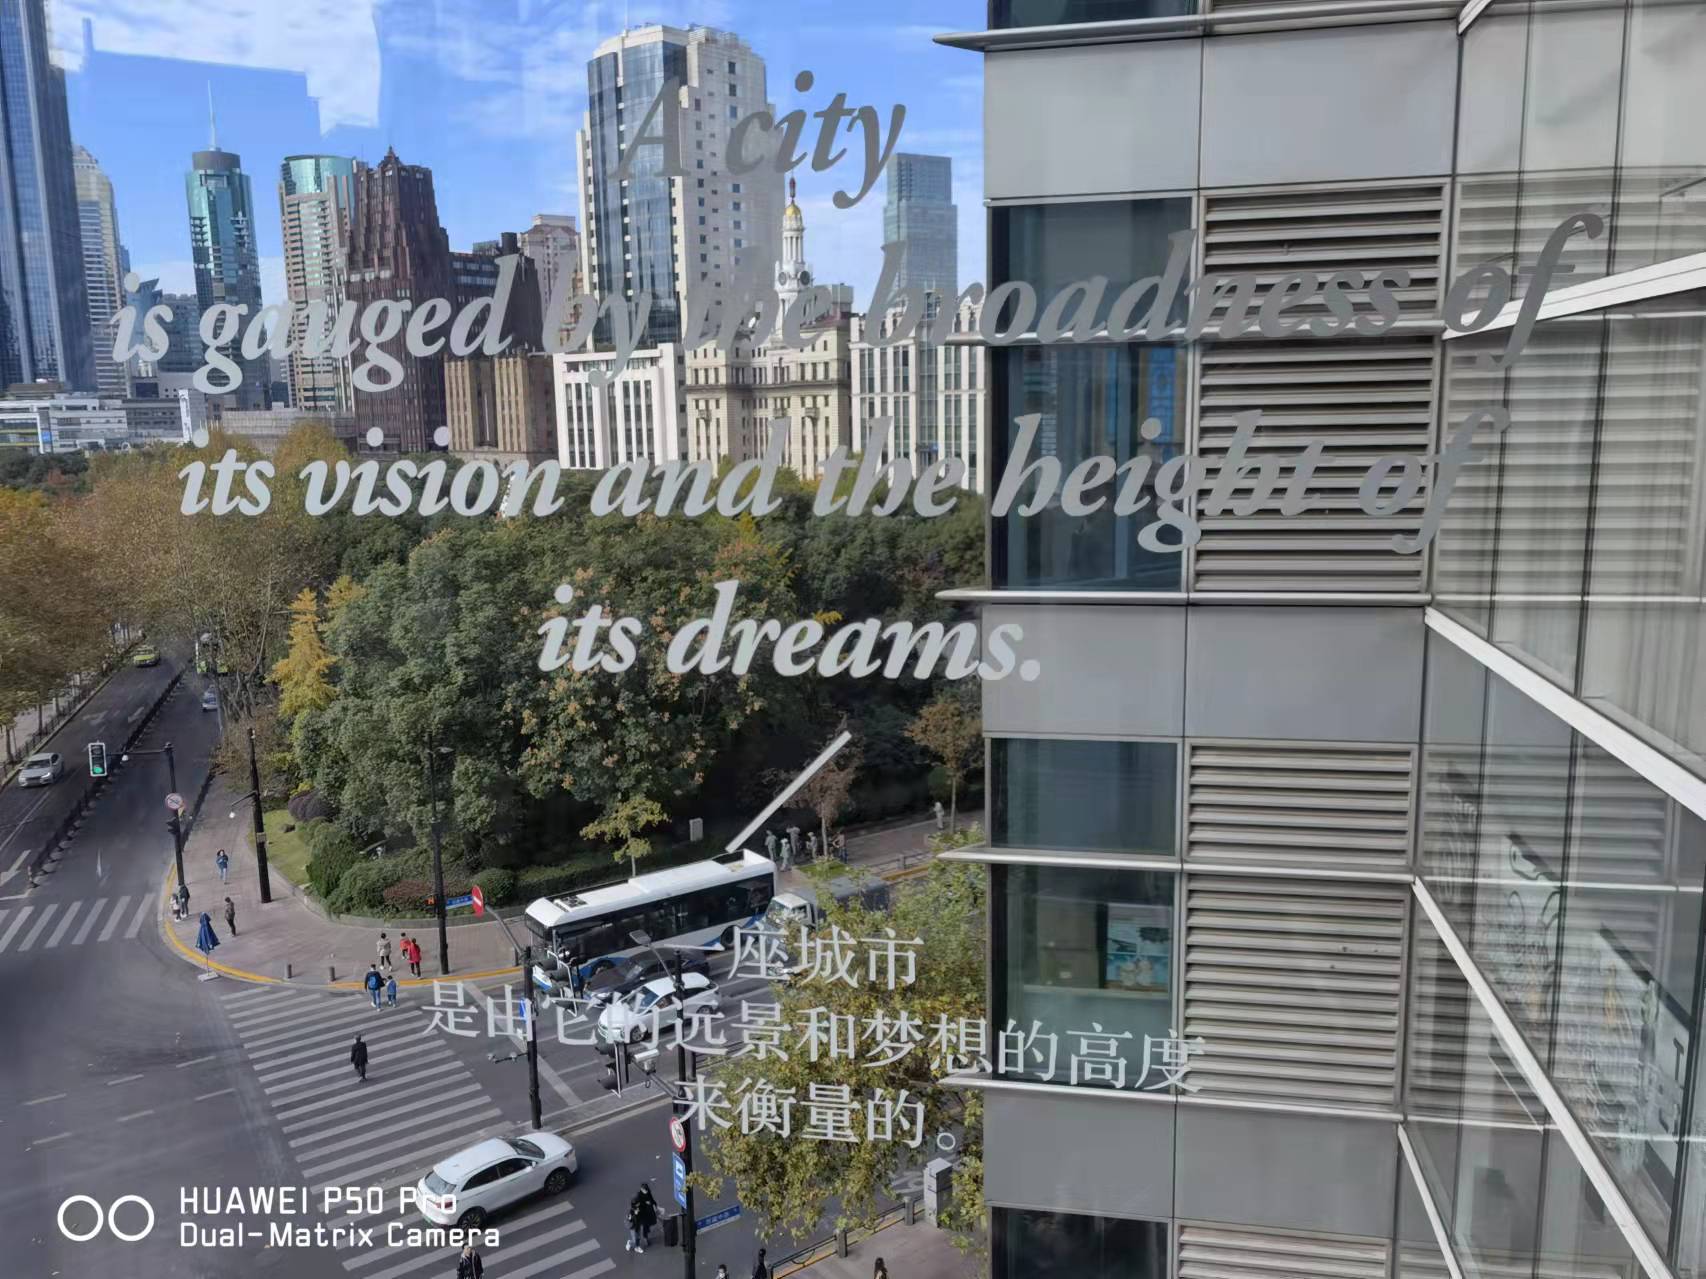 A city
is gauged by the broadness of
its vision and the height of
its dreams.
一座城市
是由它的远景和梦想的高度
来衡量的。
HUAWEI P50 Pro
Dual-Matrix Camera